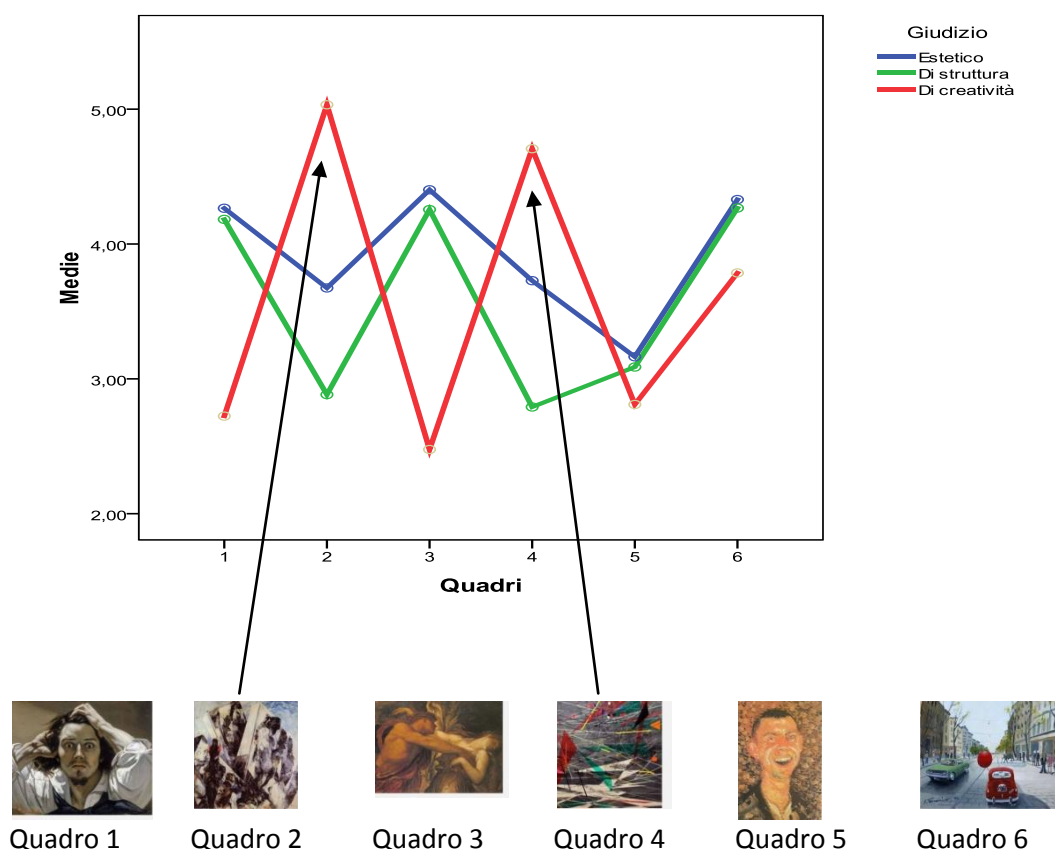 Giudizio
Estetico
Di struttura
Di creatività
5,00
4,00
3,00
2,00
Medie
1 2 3 4 5 6
Quadri
Quadro 1 Quadro 2 Quadro 3 Quadro 4 Quadro 5 Quadro 6